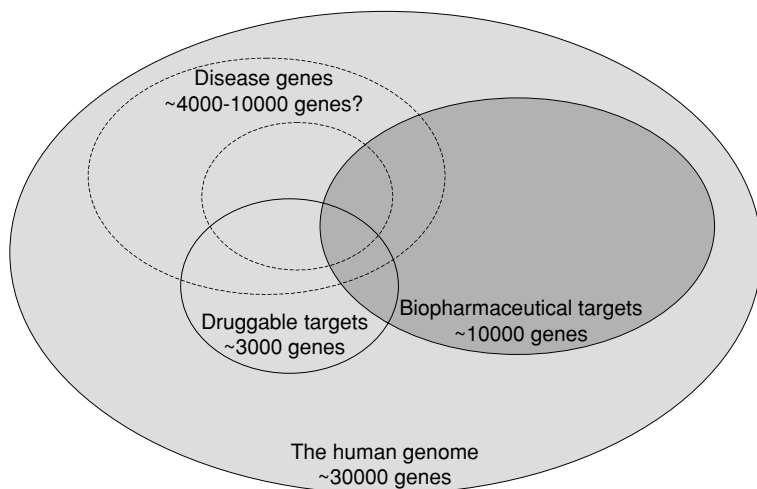 Disease genes
~4000-10000 genes?
Biopharmaceutical targets
~10000 genes
Druggable targets
~3000 genes
The human genome
~30000 genes